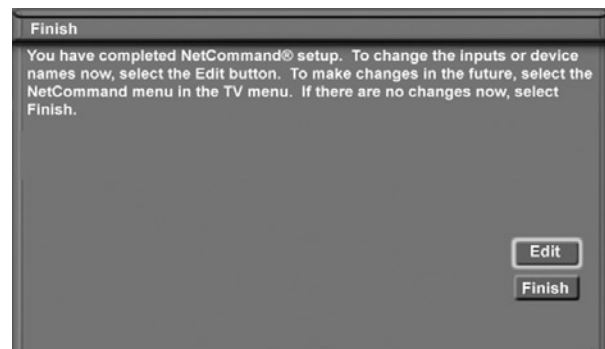 Finish
You have completed NetCommand® setup. To change the inputs or device
names now, select the Edit button. To make changes in the future, select the
NetCommand menu in the TV menu. If there are no changes now, select
Finish.
Edit
Finish